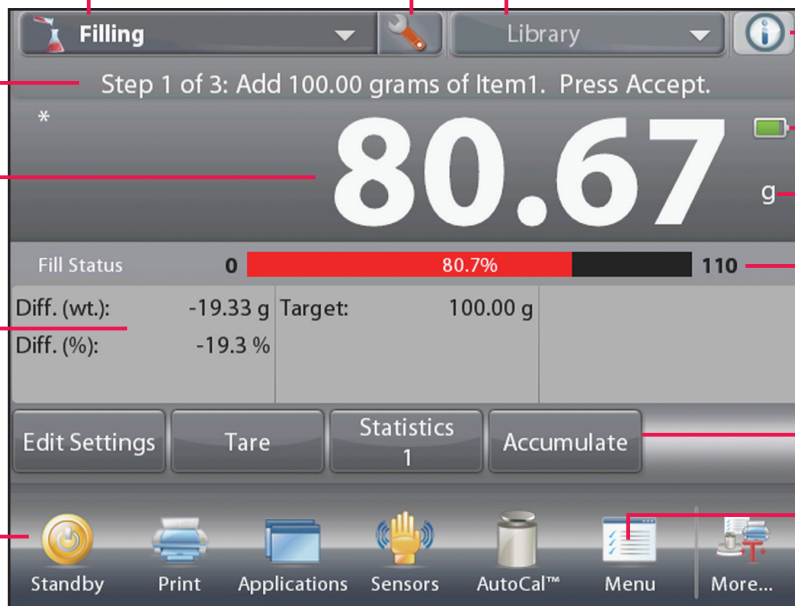 Filling Library
Step 1 of 3: Add 100.00 grams of Item1. Press Accept.
*
80.67
g
Fill Status 0 80.7% 110
Diff. (wt.): -19.33 g Target: 100.00 g
Diff. (%): -19.3 %
Edit Settings Tare Statistics Accumulate
1
Standby Print Applications Sensors AutoCal™ Menu More...